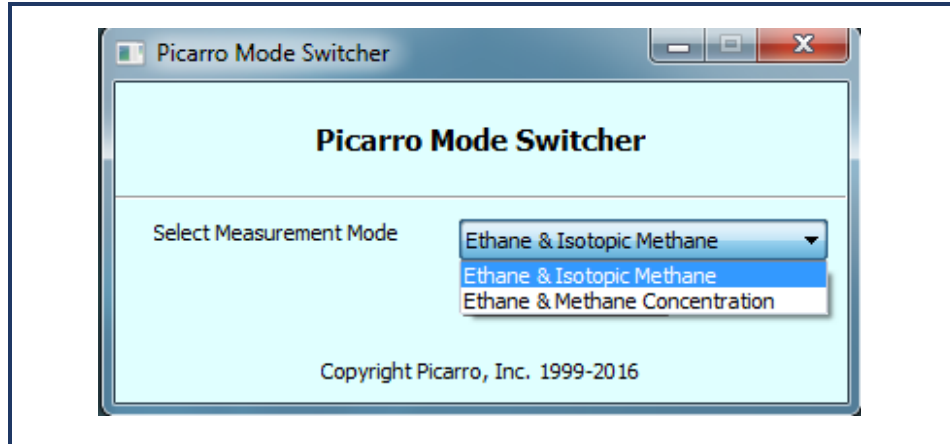 Picarro Mode Switcher
Picarro Mode Switcher
Select Measurement Mode Ethane & Isotopic Methane
Ethane & Isotopic Methane
Ethane & Methane Concentration
Copyright Picarro, Inc. 1999-2016